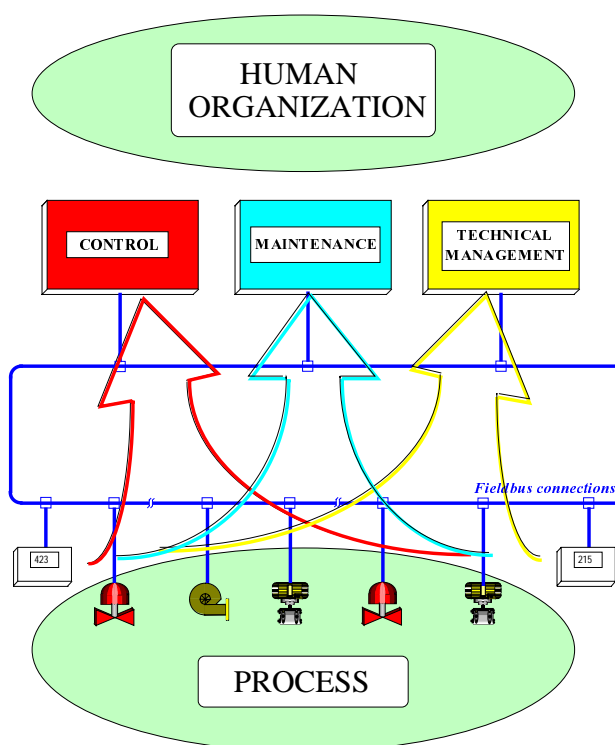 HUMAN
ORGANIZATION
CONTROL
MAINTENANCE
TECHNICAL
MANAGEMENT
Fieldbus connections
423
215
PROCESS